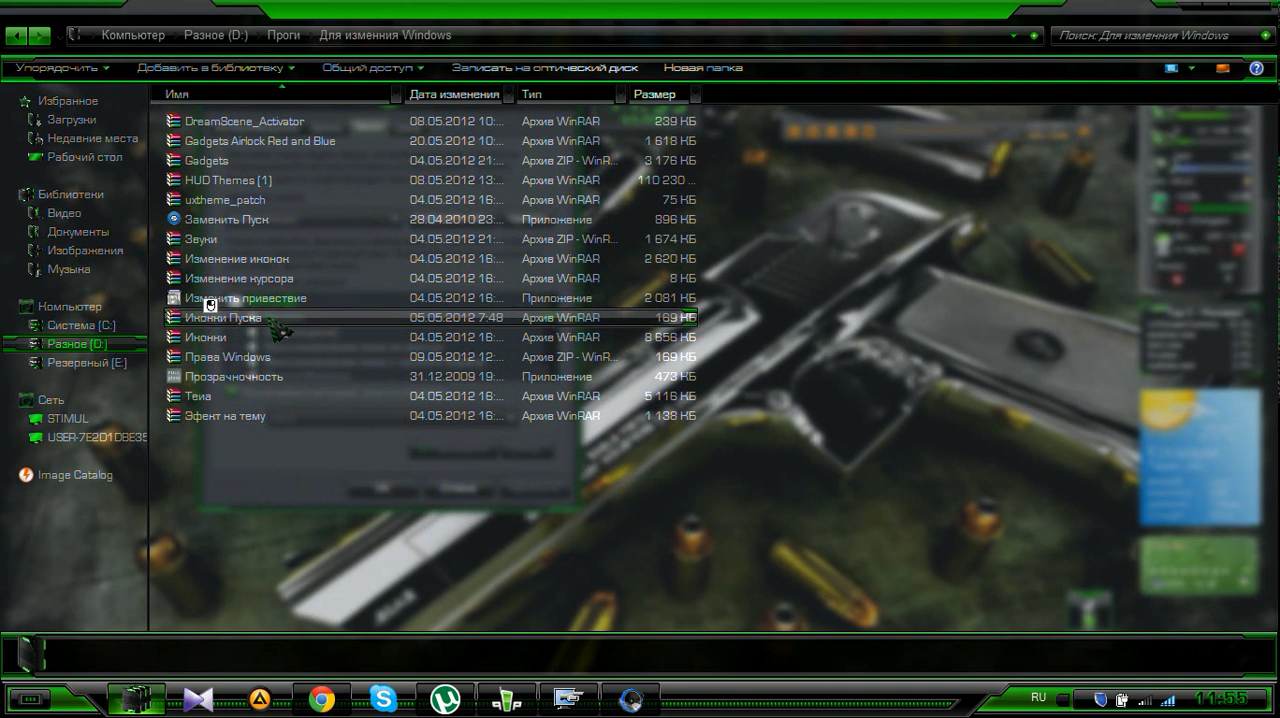 Компьютер Разное (D:) Проги Для изменния Windows Поиск: Для изменния Windows
Упорядочить Добавить в библиотеку Общий доступ Записать на оптический диск Новая папка
Имя Дата изменения Тип Размер
Избранное
Загрузки
Недавние места
Рабочий стол
Библиотеки
Видео
Документы
Изображения
Музыка
Компьютер
Система (C:)
Разное (D:)
Резервный (E:)
Сеть
STIMUL
USER-7E2D1DBE35
Image Catalog
DreamScene_Activator 08.05.2012 10:... Архив WinRAR 239 КБ
Gadgets Airlock Red and Blue 20.05.2012 10:... Архив WinRAR 1 618 КБ
Gadgets 04.05.2012 21:... Архив ZIP - WinR... 3 176 КБ
HUD Themes [1] 08.05.2012 13:... Архив WinRAR 110 230 ...
uxtheme_patch 04.05.2012 16:... Архив WinRAR 75 КБ
Заменить Пуск 28.04.2010 23:... Приложение 896 КБ
Звуки 04.05.2012 21:... Архив ZIP - WinR... 1 674 КБ
Изменение иконок 04.05.2012 16:... Архив WinRAR 2 620 КБ
Изменение курсора 04.05.2012 16:... Архив WinRAR 8 КБ
Изменить привествие 04.05.2012 16:... Приложение 2 081 КБ
Иконки Пуска 05.05.2012 7:48 Архив WinRAR 169 КБ
Иконки 04.05.2012 16:... Архив WinRAR 8 656 КБ
Права Windows 09.05.2012 12:... Архив ZIP - WinR... 169 КБ
Прозрачность 31.12.2009 19:... Приложение 473 КБ
Тема 04.05.2012 16:... Архив WinRAR 5 116 КБ
Эфент на тему 04.05.2012 16:... Архив WinRAR 1 138 КБ
RU 11:55